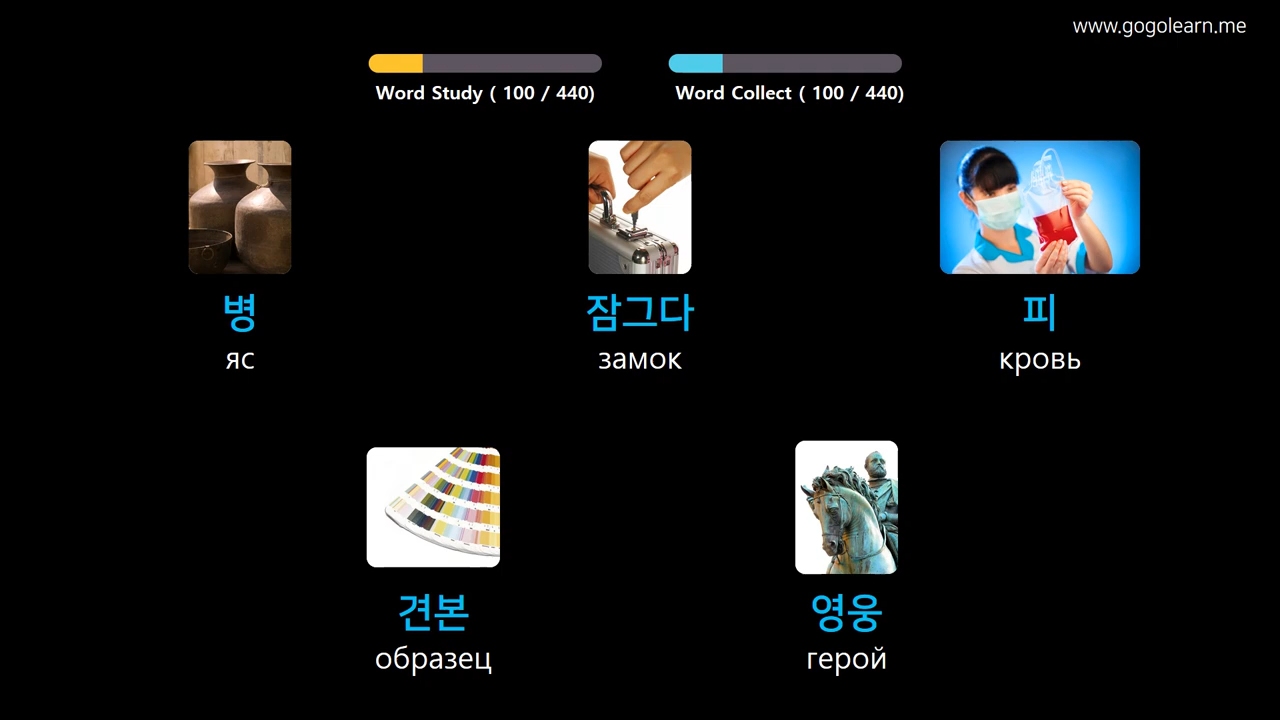 www.gogolearn.me
Word Study ( 100 / 440)
Word Collect ( 100 / 440)
병
яс
잠그다
замок
피
кровь
견본
образец
영웅
герой